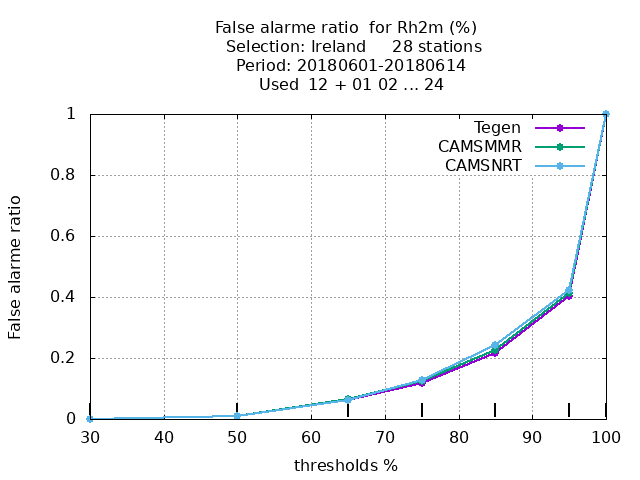 False alarme ratio  for Rh2m (%)
Selection: Ireland     28 stations
Period: 20180601-20180614
Used  12 + 01 02 ... 24
Tegen
CAMSMMR
CAMSNRT
False alarme ratio
1
0.8
0.6
0.4
0.2
0
30 40 50 60 70 80 90 100
thresholds %